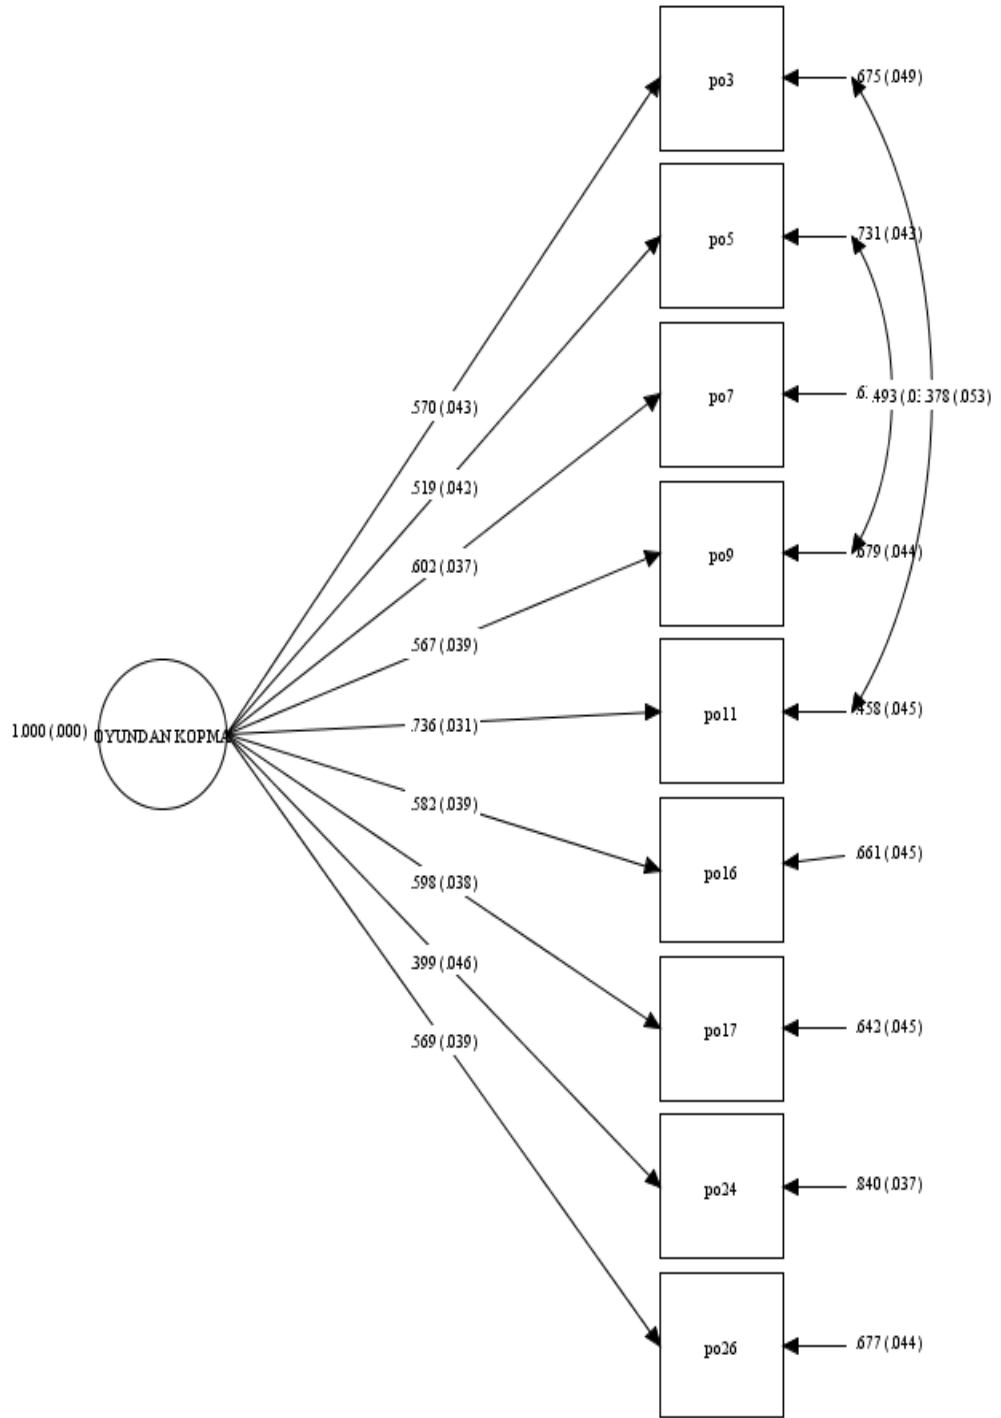 po3
.675 (.049)
po5
.731 (.043)
.570 (.043)
po7
.493
.378 (.053)
.519 (.042)
po9
.679 (.044)
.602 (.037)
.567 (.039)
po11
.458 (.045)
.736 (.031)
1.000 (.000)
OYUNDAN KOPMA
.582 (.039)
po16
.661 (.045)
.598 (.038)
.399 (.046)
po17
.642 (.045)
.569 (.039)
po24
.840 (.037)
po26
.677 (.044)